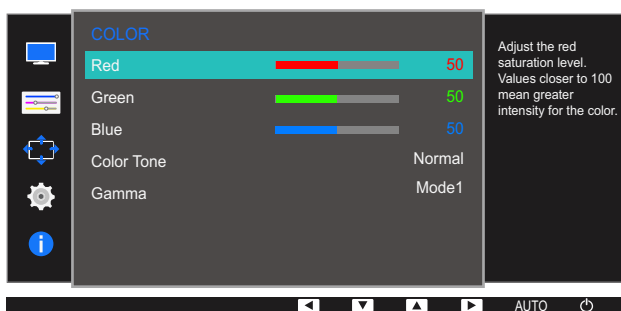 COLOR
Red 50
Green 50
Blue 50
Color Tone Normal
Gamma Mode1
Adjust the red
saturation level.
Values closer to 100
mean greater
intensity for the color.
AUTO